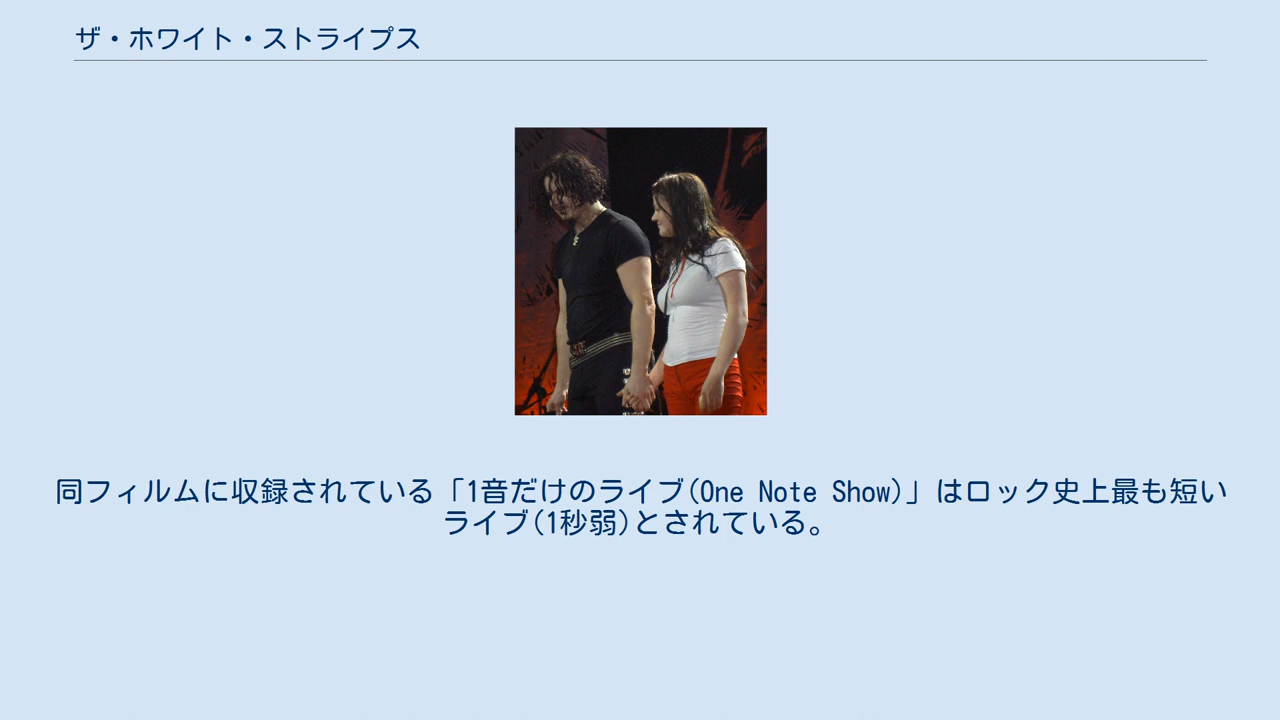 ザ・ホワイト・ストライプス
同フィルムに収録されている「1音だけのライブ(One Note Show)」はロック史上最も短い
ライブ(1秒弱)とされている。